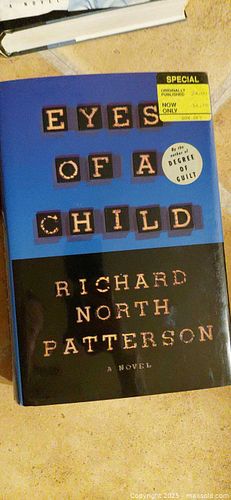 A NOVEL
SPECIAL
ORIGINALLY
PUBLISHED
NOW
ONLY
EYES
OF A
CHILD
By the
author of
DEGREE
OF
GUILT
RICHARD
NORTH
PATTERSON
A NOVEL
Copyright 2025 - maxsold.com